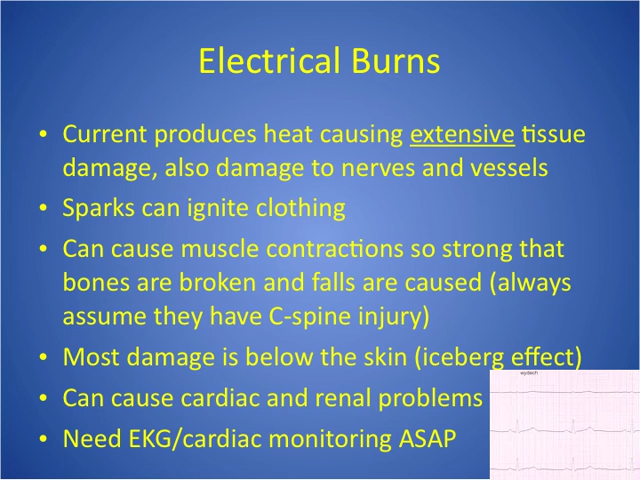 Electrical Burns
• Current produces heat causing extensive tissue
damage, also damage to nerves and vessels
• Sparks can ignite clothing
• Can cause muscle contractions so strong that
bones are broken and falls are caused (always
assume they have C-spine injury)
• Most damage is below the skin (iceberg effect)
• Can cause cardiac and renal problems
• Need EKG/cardiac monitoring ASAP